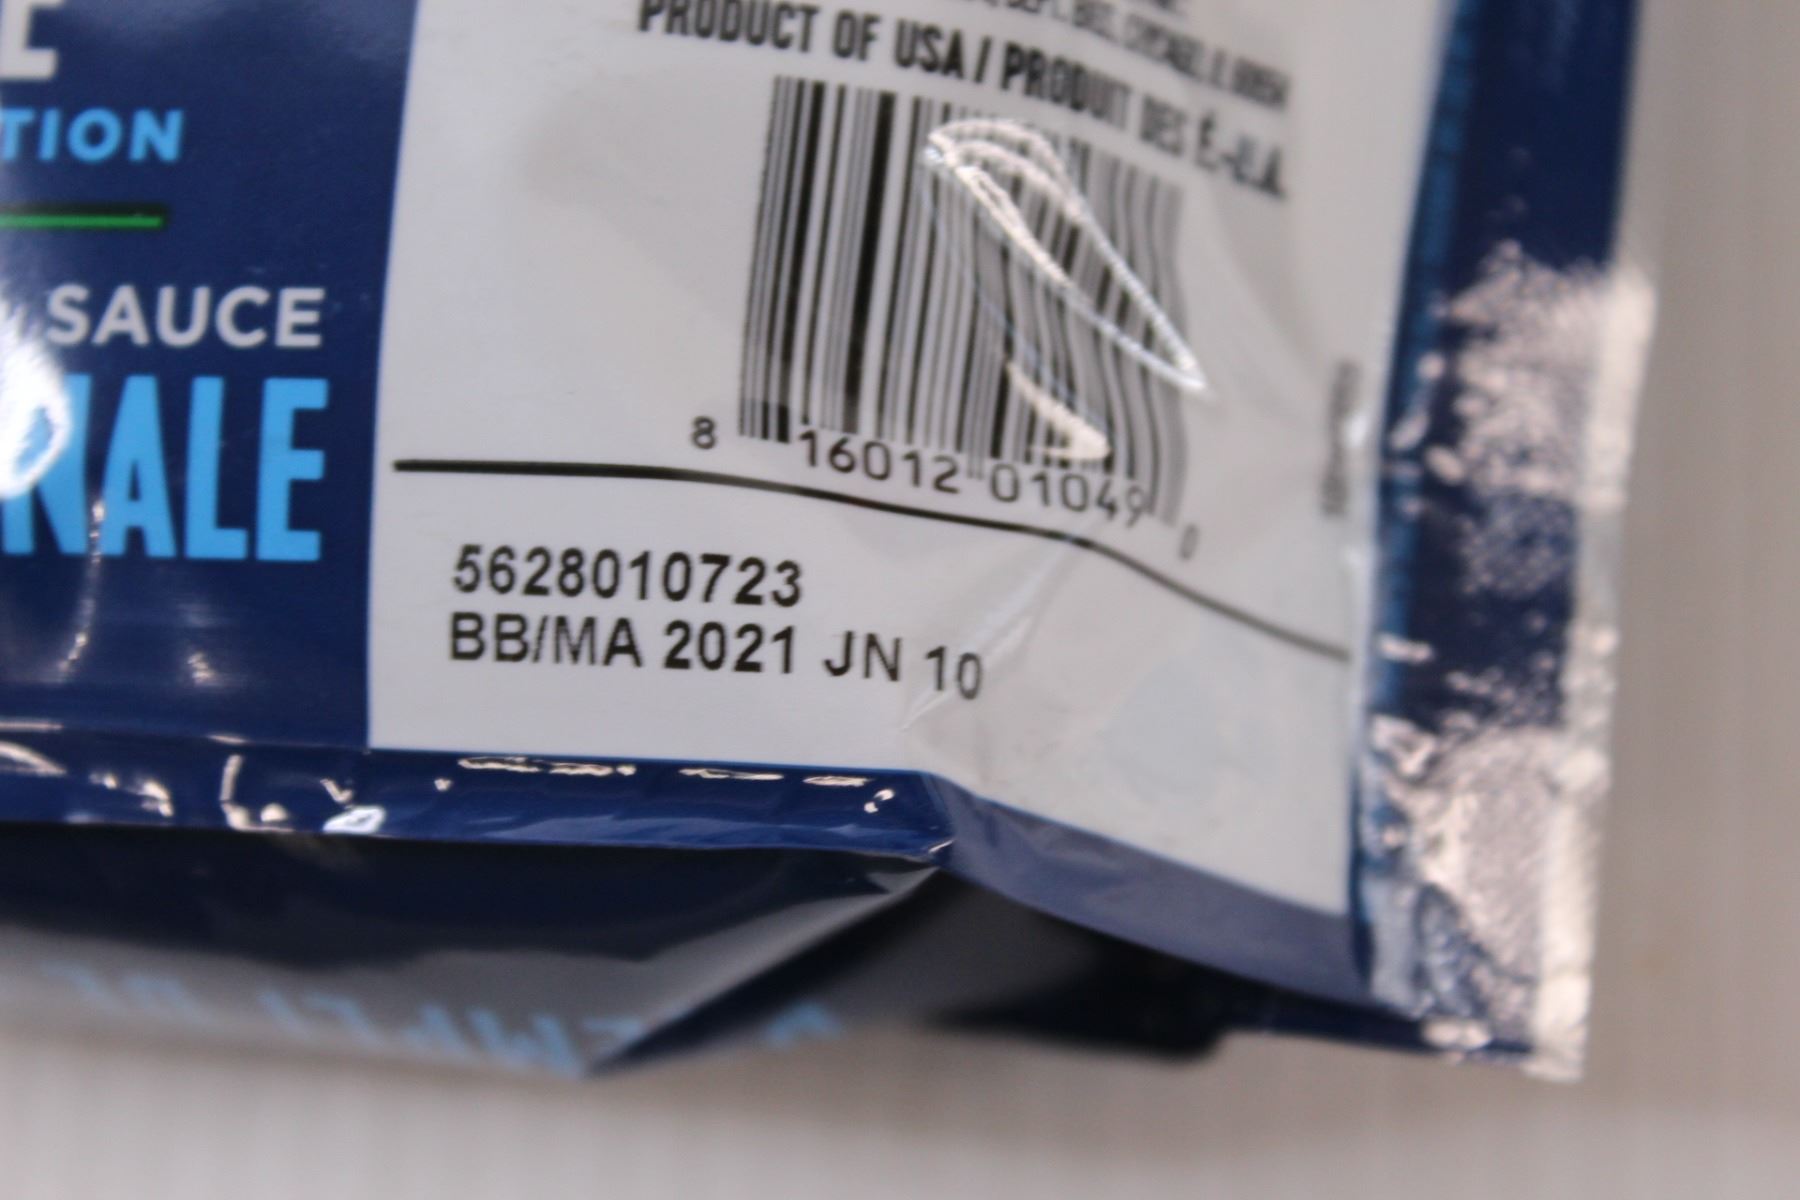 E
TION
SAUCE
NALE
PRODUCT OF USA / PRODUIT DES É.-U.A.
8 16012 01049 0
5628010723
BB/MA 2021 JN 10